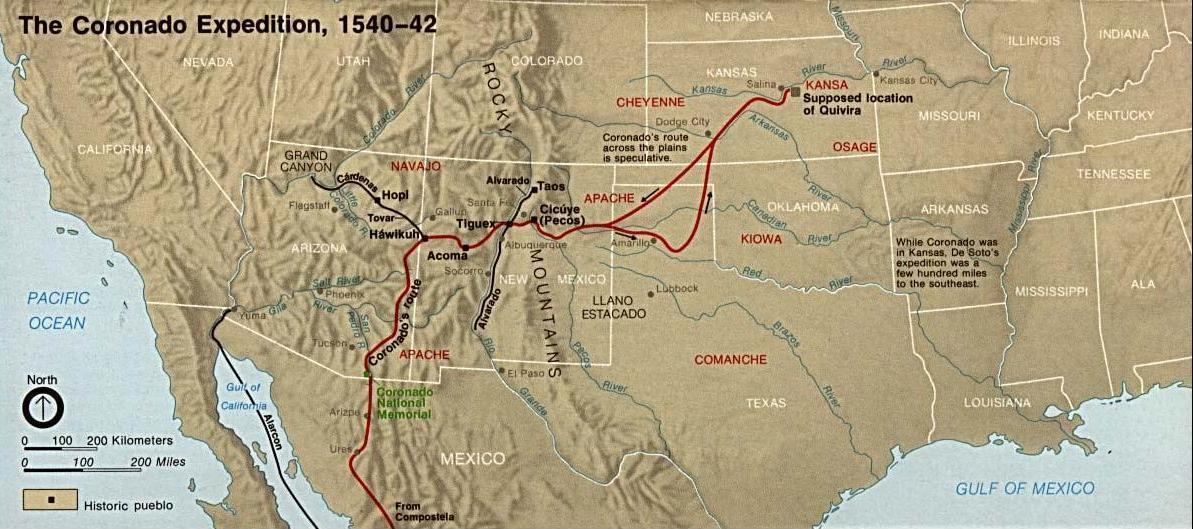 The Coronado Expedition, 1540–42
NEBRASKA
Missouri
River
ILLINOIS
INDIANA
NEVADA
UTAH
COLORADO
ROCKY
MOUNTAINS
Colorado
River
KANSAS
Kansas
River
River
Salina
KANSA
Kansas City
Supposed location
of Quivira
CHEYENNE
Dodge City
Arkansas
River
Coronado's route
across the plains
is speculative.
MISSOURI
KENTUCKY
OSAGE
CALIFORNIA
GRAND
CANYON
NAVAJO
Cárdenas
Hopi
Little
Colorado R.
Flagstaff
Tovar
Háwikuh
Gallup
Alvarado
Taos
Santa Fe
Cicúye
(Pecos)
Tiguex
Albuquerque
Acoma
APACHE
Amarillo
Canadian
River
OKLAHOMA
KIOWA
ARKANSAS
TENNESSEE
Mississippi
River
ARIZONA
Socorro
NEW MEXICO
Salt River
Phoenix
Gila
River
Yuma
San
Pedro R.
Tucson
Coronado's route
Alvarado
Rio
Grande
El Paso
Pecos
River
LLANO
ESTACADO
Lubbock
Red
River
Brazos
River
While Coronado was
in Kansas, De Soto's
expedition was a
few hundred miles
to the southeast.
MISSISSIPPI
ALA
PACIFIC
OCEAN
APACHE
COMANCHE
TEXAS
LOUISIANA
Coronado
National
Memorial
Arizpe
Ures
MEXICO
Gulf of
California
Alarcon
From
Compostela
GULF OF MEXICO
North
0 100 200 Kilometers
0 100 200 Miles
Historic pueblo